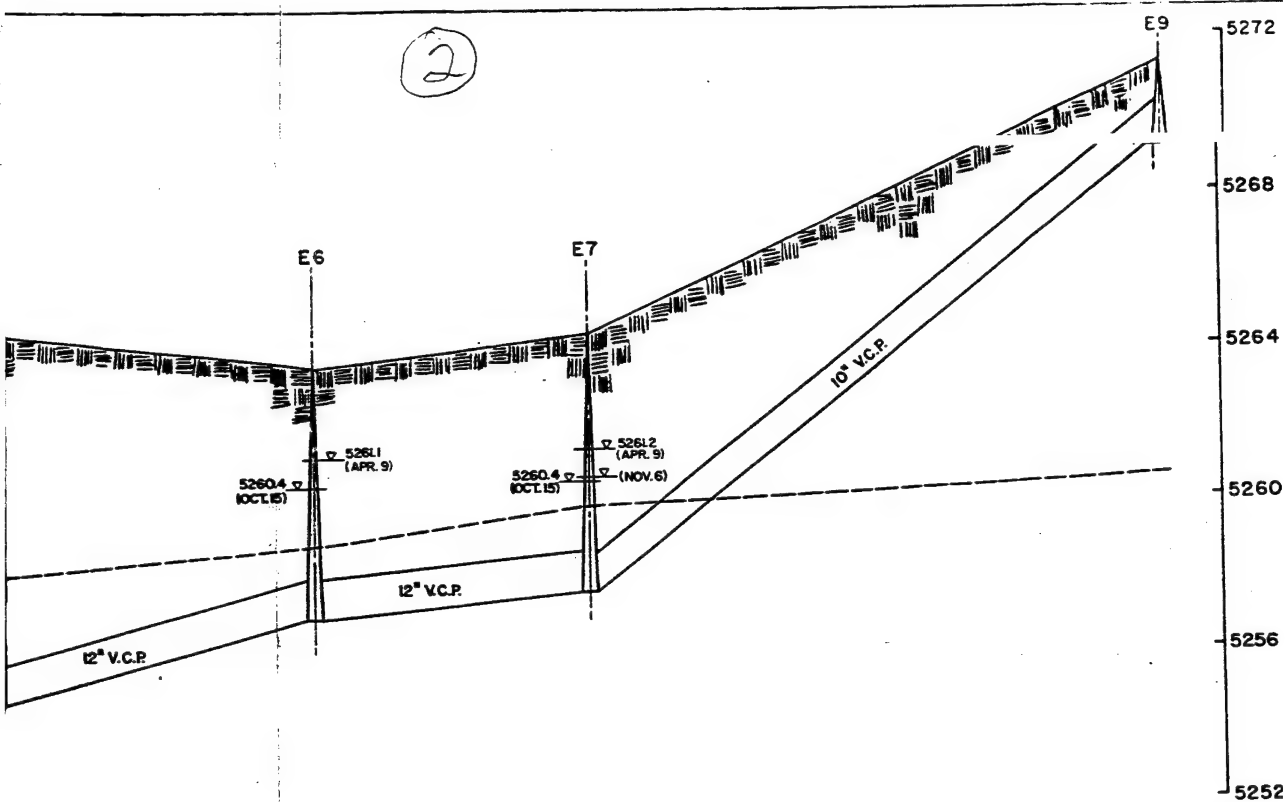 E9
5272
2
5268
E6
E7
5264
10" V.C.P.
5261.1
(APR. 9)
5261.2
(APR. 9)
5260.4
(OCT. 15)
5260.4
(OCT. 15)
(NOV. 6)
5260
12" V.C.P.
12" V.C.P.
5256
5252